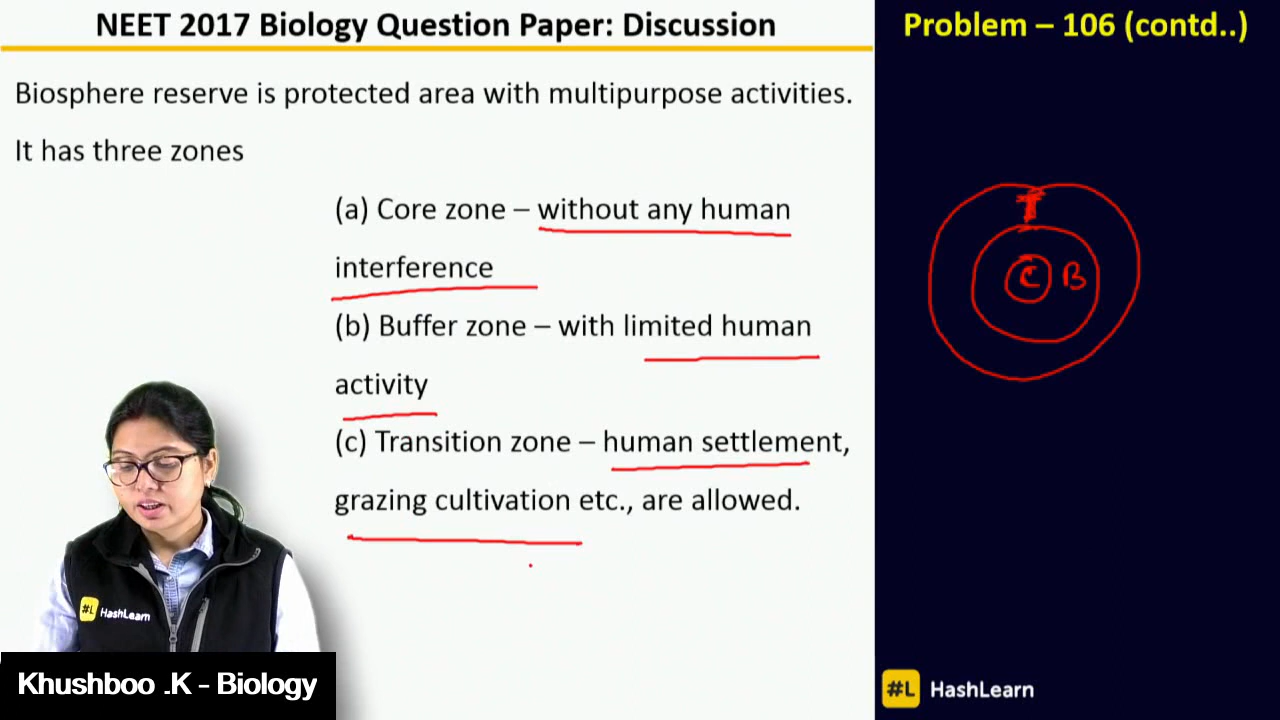 NEET 2017 Biology Question Paper: Discussion
Problem – 106 (contd..)
Biosphere reserve is protected area with multipurpose activities.
It has three zones
(a) Core zone – without any human
interference
(b) Buffer zone – with limited human
activity
(c) Transition zone – human settlement,
grazing cultivation etc., are allowed.
T
C B
#L HashLearn
Khushboo .K - Biology
#L HashLearn